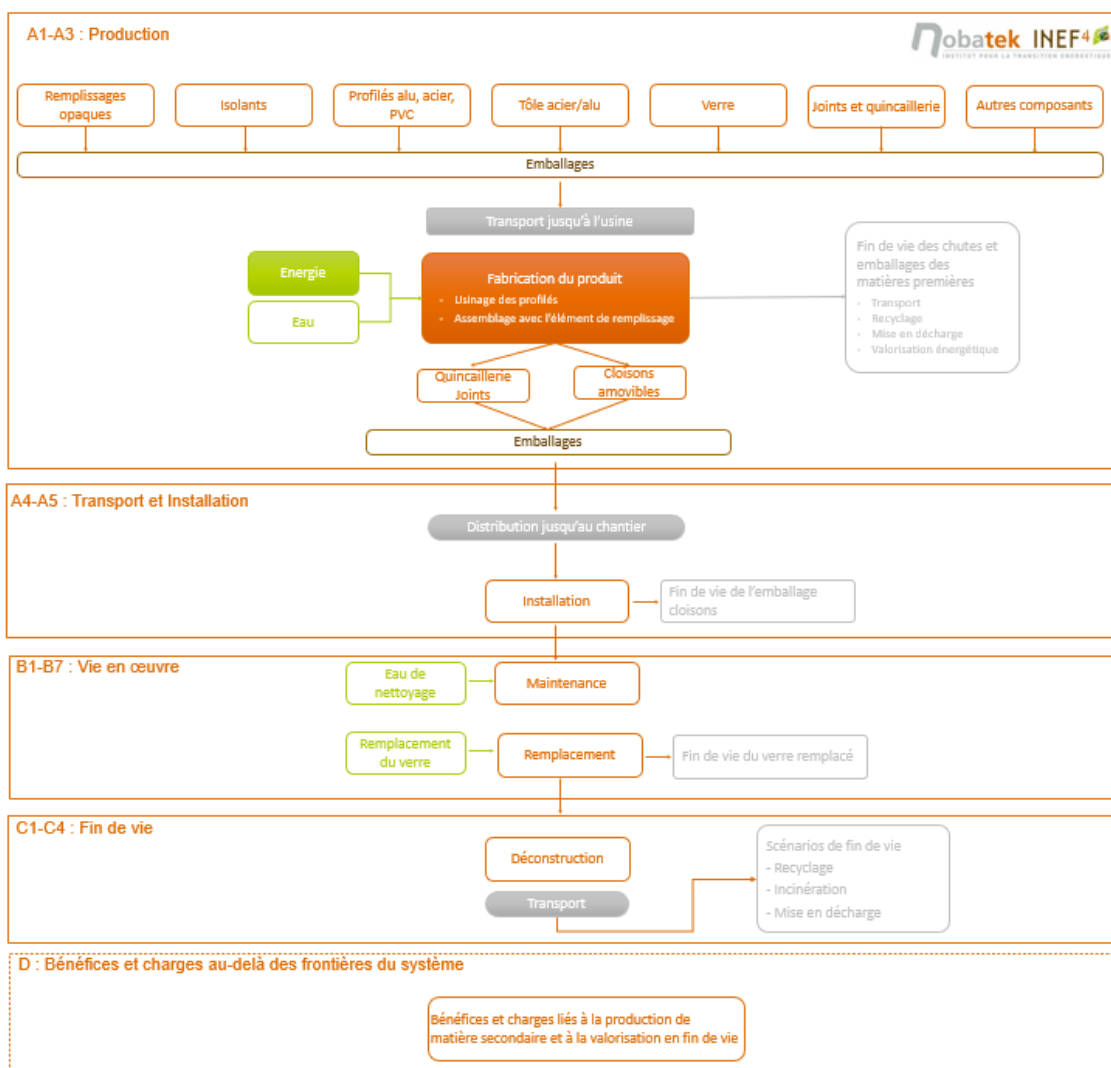 A1-A3 : Production
nobatek INEF4
INSTITUT POUR LA TRANSITION ENERGETIQUE
Remplissages
opaques
Isolants
Profilés alu, acier,
PVC
Tôle acier/alu
Verre
Joints et quincaillerie
Autres composants
Emballages
Transport jusqu'à l'usine
Energie
Eau
Fabrication du produit
- Usinage des profilés
- Assemblage avec l'élément de remplissage
Fin de vie des chutes et
emballages des
matières premières
- Transport
- Recyclage
- Mise en décharge
- Valorisation énergétique
Quincaillerie
Joints
Cloisons
amovibles
Emballages
A4-A5 : Transport et Installation
Distribution jusqu'au chantier
Installation
Fin de vie de l'emballage
cloisons
B1-B7 : Vie en œuvre
Eau de
nettoyage
Maintenance
Remplacement
du verre
Remplacement
Fin de vie du verre remplacé
C1-C4 : Fin de vie
Déconstruction
Transport
Scénarios de fin de vie
- Recyclage
- Incinération
- Mise en décharge
D : Bénéfices et charges au-delà des frontières du système
Bénéfices et charges liés à la production de
matière secondaire et à la valorisation en fin de vie